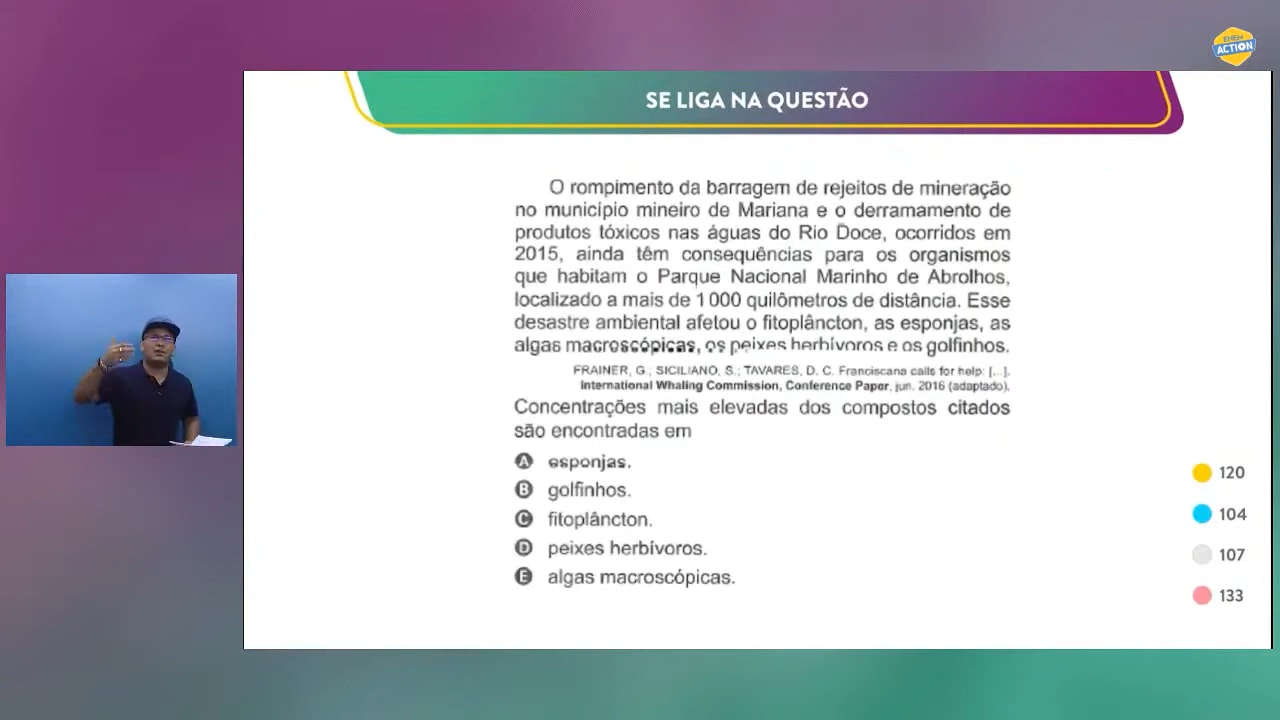 ENEM
ACTION
SE LIGA NA QUESTÃO
O rompimento da barragem de rejeitos de mineração
no município mineiro de Mariana e o derramamento de
produtos tóxicos nas águas do Rio Doce, ocorridos em
2015, ainda têm consequências para os organismos
que habitam o Parque Nacional Marinho de Abrolhos,
localizado a mais de 1 000 quilômetros de distância. Esse
desastre ambiental afetou o fitoplâncton, as esponjas, as
algas macroscópicas, os peixes herbívoros e os golfinhos.
FRAINER, G.; SICILIANO, S.; TAVARES, D. C. Franciscana calls for help: [...].
International Whaling Commission, Conference Paper, jun. 2016 (adaptado).
Concentrações mais elevadas dos compostos citados
são encontradas em
A esponjas.
B golfinhos.
C fitoplâncton.
D peixes herbívoros.
E algas macroscópicas.
120
104
107
133